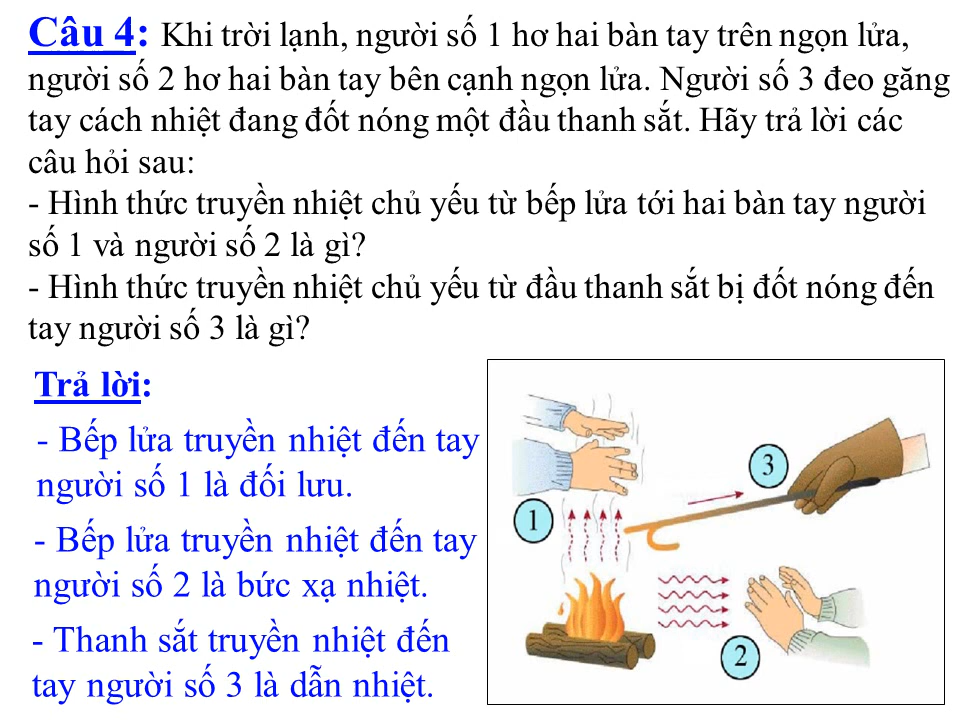 Câu 4: Khi trời lạnh, người số 1 hơ hai bàn tay trên ngọn lửa,
người số 2 hơ hai bàn tay bên cạnh ngọn lửa. Người số 3 đeo găng
tay cách nhiệt đang đốt nóng một đầu thanh sắt. Hãy trả lời các
câu hỏi sau:
- Hình thức truyền nhiệt chủ yếu từ bếp lửa tới hai bàn tay người
số 1 và người số 2 là gì?
- Hình thức truyền nhiệt chủ yếu từ đầu thanh sắt bị đốt nóng đến
tay người số 3 là gì?
Trả lời:
- Bếp lửa truyền nhiệt đến tay
người số 1 là đối lưu.
- Bếp lửa truyền nhiệt đến tay
người số 2 là bức xạ nhiệt.
- Thanh sắt truyền nhiệt đến
tay người số 3 là dẫn nhiệt.
3
1
2